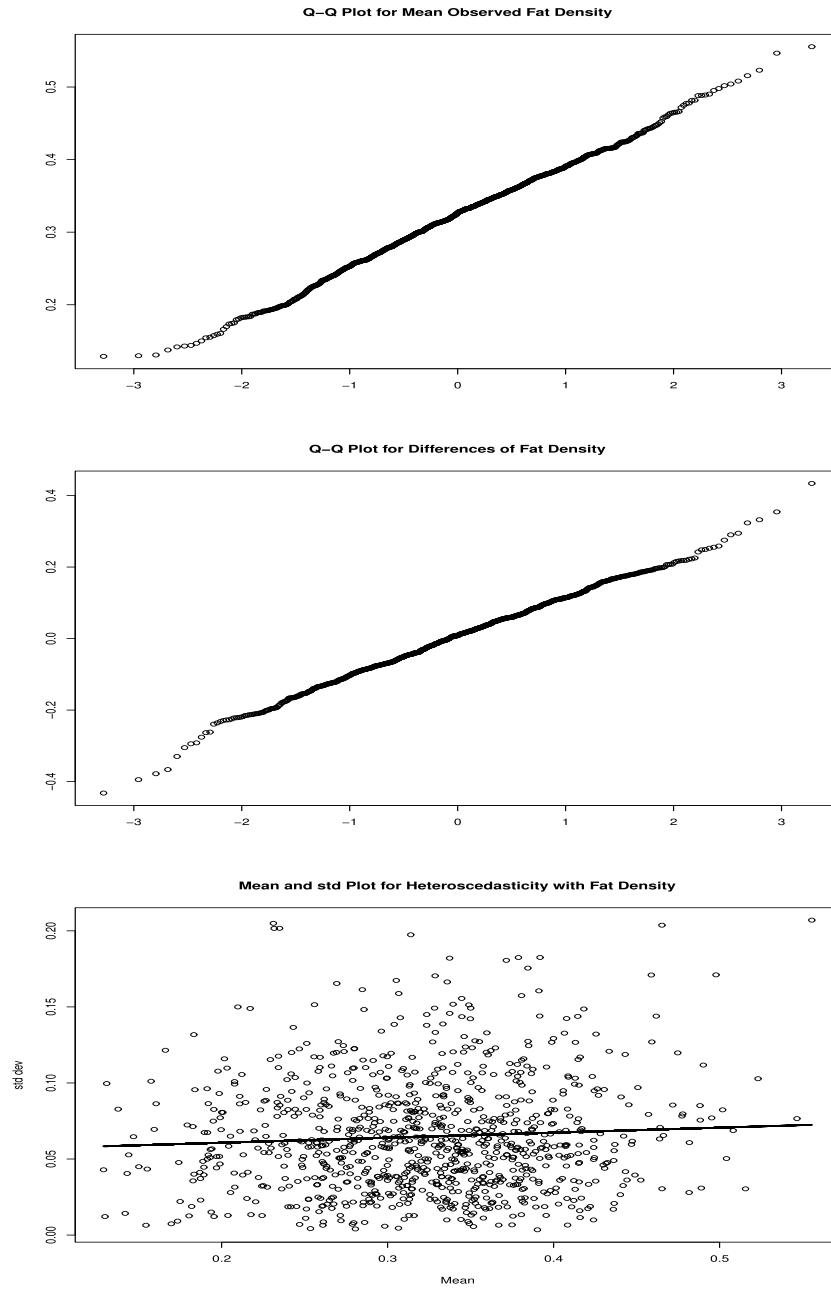 Q−Q Plot for Mean Observed Fat Density
0.5
0.4
0.3
0.2
−3 −2 −1 0 1 2 3
Q−Q Plot for Differences of Fat Density
0.4
0.2
0.0
−0.2
−0.4
−3 −2 −1 0 1 2 3
Mean and std Plot for Heteroscedasticity with Fat Density
0.20
0.15
std dev
0.10
0.05
0.00
0.2 0.3 0.4 0.5
Mean